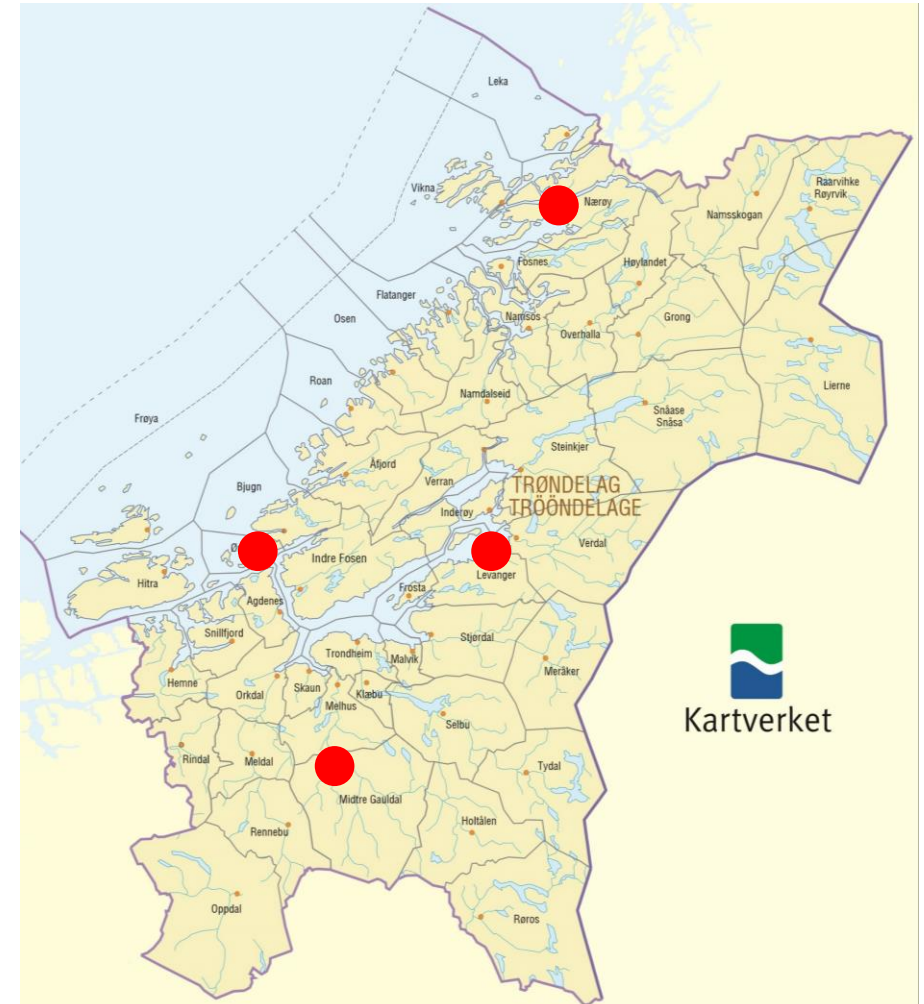 Leka
Vikna
Nærøy
Namsskogan
Raarvihke
Røyrvik
Fosnes
Høylandet
Flatanger
Osen
Namsos
Overhalla
Grong
Roan
Frøya
Namdalseid
Lierne
Snåase
Snåsa
Steinkjer
Åfjord
Verran
Bjugn
TRØNDELAG
TRÖÖNDELAGE
Inderøy
Verdal
Indre Fosen
Levanger
Hitra
Frosta
Agdenes
Snillfjord
Stjørdal
Trondheim
Malvik
Meråker
Hemne
Orkdal
Skaun
Klæbu
Melhus
Selbu
Kartverket
Rindal
Meldal
Tydal
Midtre Gauldal
Rennebu
Holtålen
Oppdal
Røros